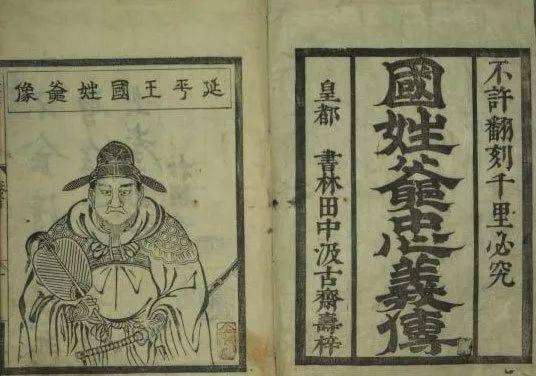 不許翻刻千里必究
國姓爺忠義傳
皇都 書林田中汲古齋壽梓
延平王國姓爺像